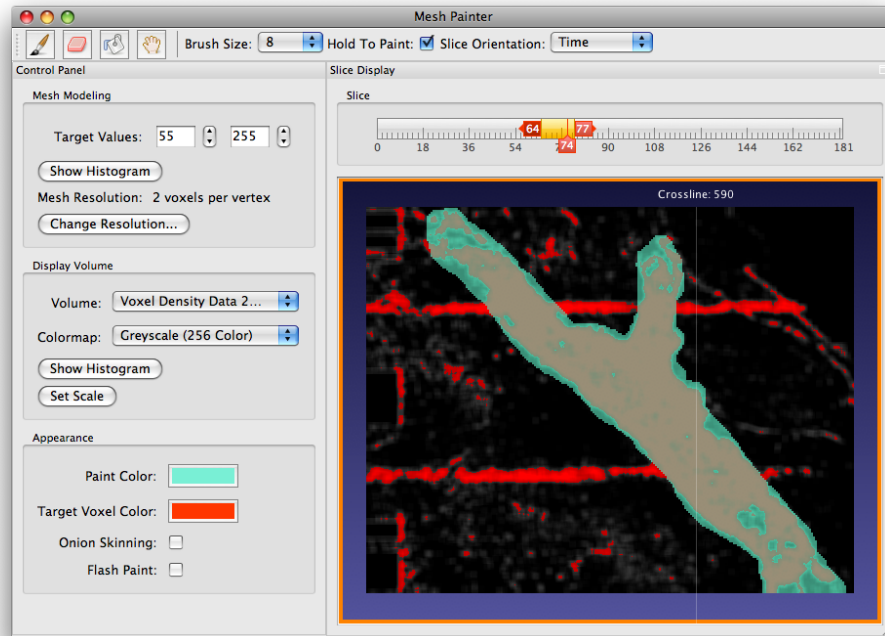 Mesh Painter
Brush Size: 8 Hold To Paint: Slice Orientation: Time
Control Panel
Slice Display
Mesh Modeling
Target Values: 55 255
Show Histogram
Mesh Resolution: 2 voxels per vertex
Change Resolution...
Display Volume
Volume: Voxel Density Data 2...
Colormap: Greyscale (256 Color)
Show Histogram
Set Scale
Appearance
Paint Color:
Target Voxel Color:
Onion Skinning:
Flash Paint:
Slice
64 77
74
0 18 36 54 90 108 126 144 162 181
Crossline: 590